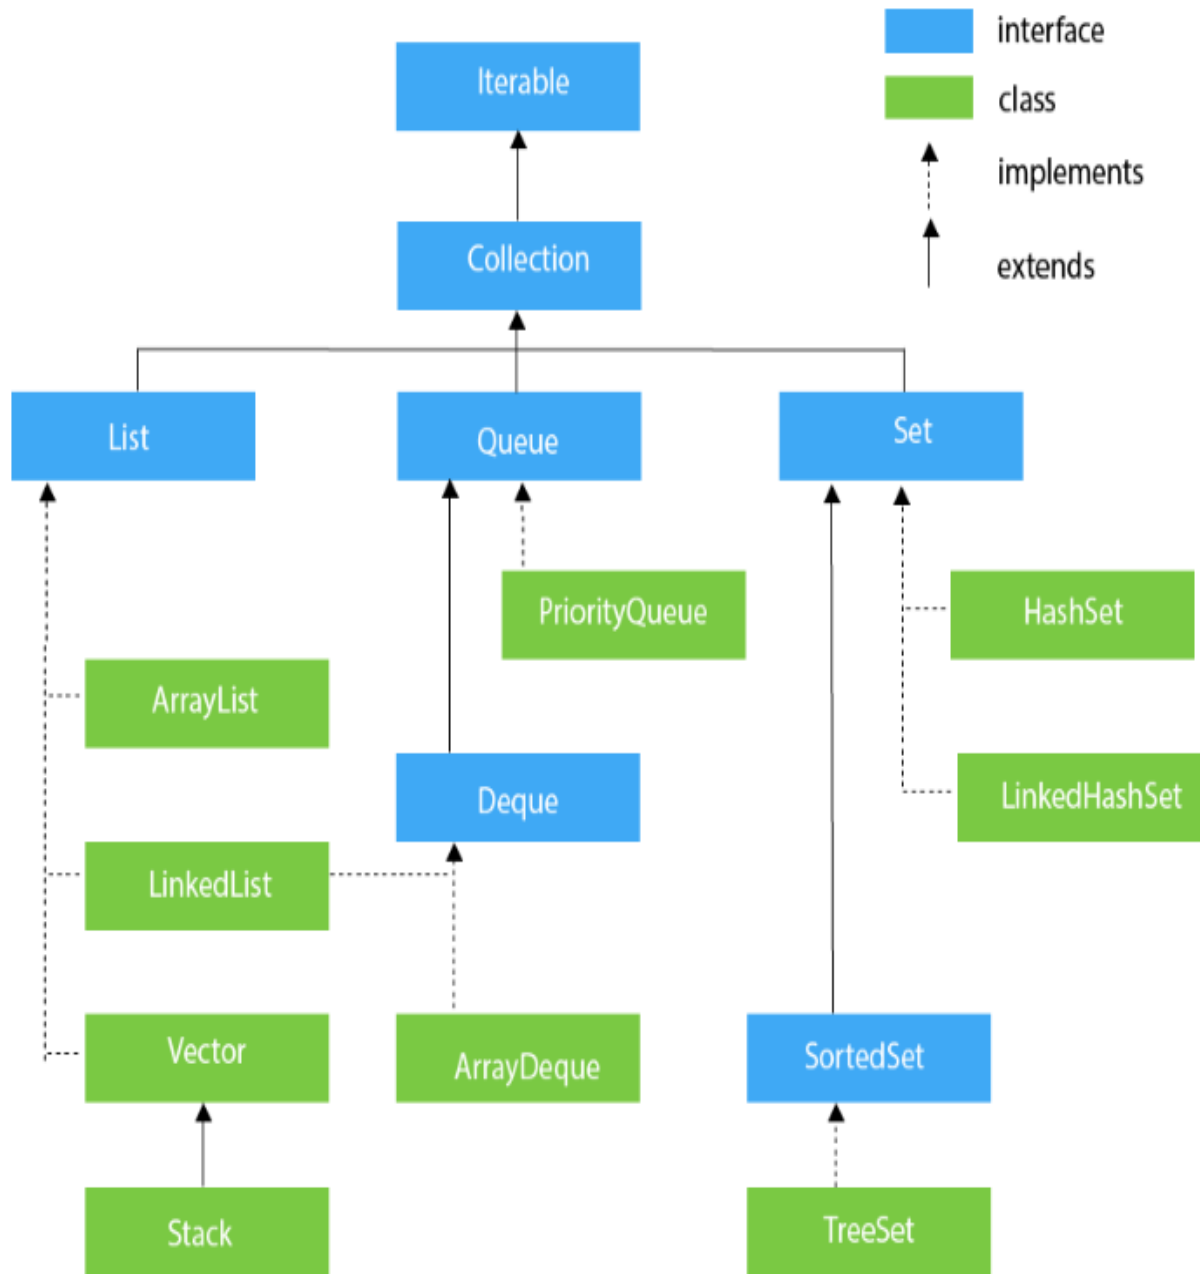 interface
Iterable
class
implements
Collection
extends
List
Queue
Set
PriorityQueue
HashSet
ArrayList
Deque
LinkedHashSet
LinkedList
Vector
ArrayDeque
SortedSet
Stack
TreeSet